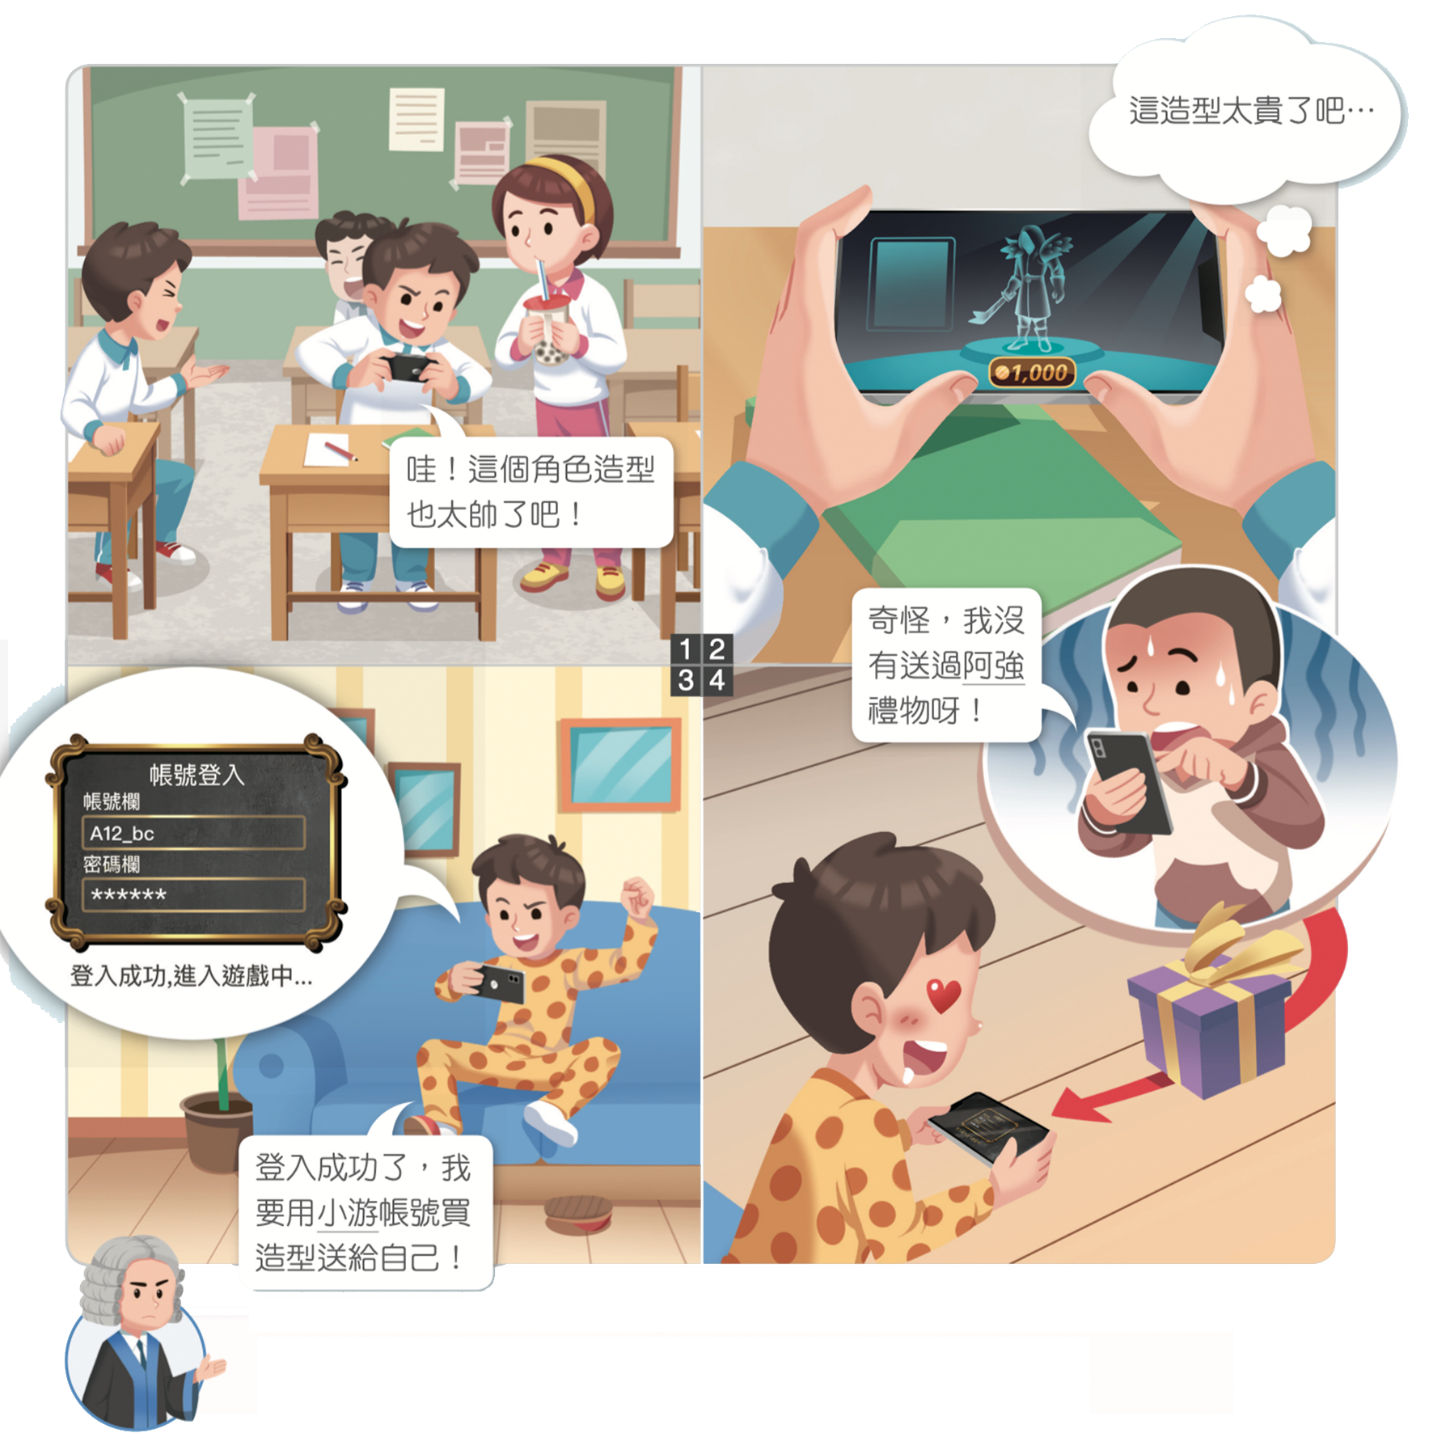 哇！這個角色造型
也太帥了吧！
這造型太貴了吧…
1,000
1 2
3 4
帳號登入
帳號欄
A12_bc
密碼欄
******
登入成功,進入遊戲中...
登入成功了，我
要用小游帳號買
造型送給自己！
奇怪，我沒
有送過阿強
禮物呀！